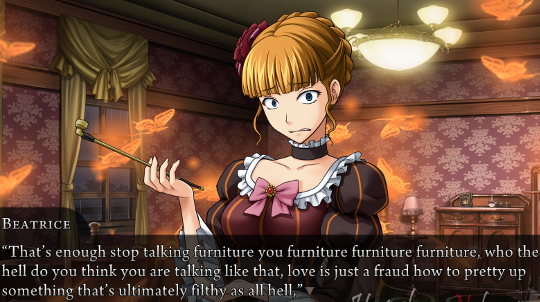 BEATRICE
“That’s enough stop talking furniture you furniture furniture furniture, who the
hell do you think you are talking like that, love is just a fraud how to pretty up
something that’s ultimately filthy as all hell,”